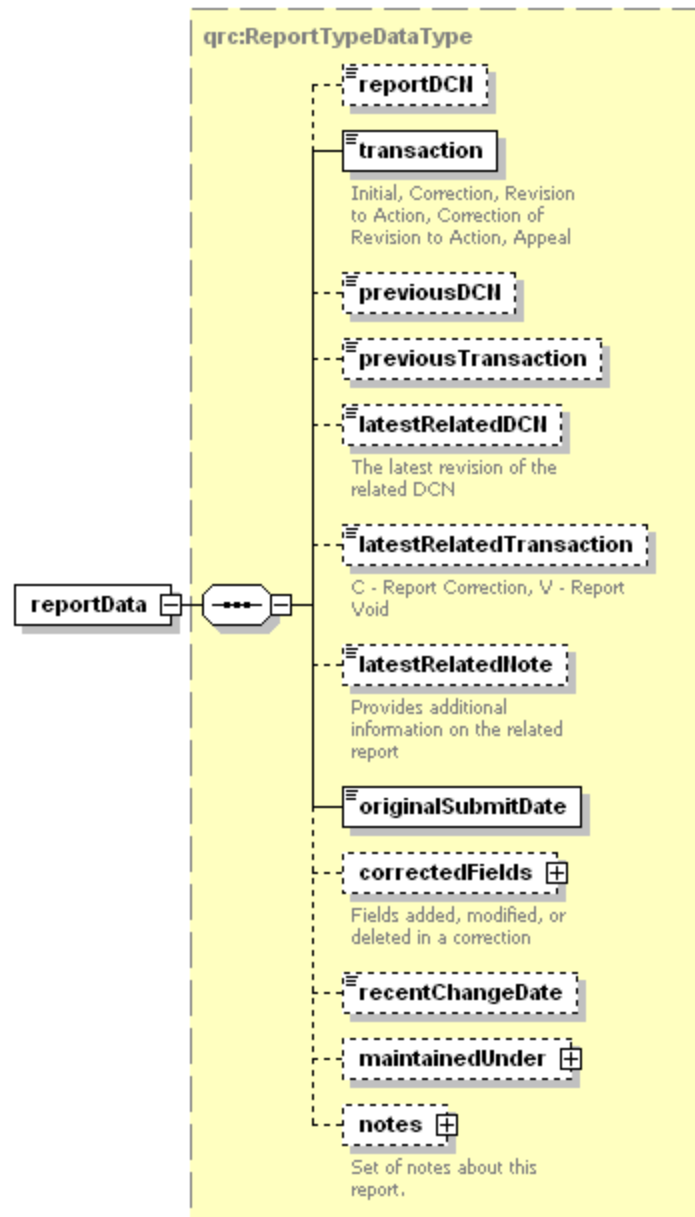 qrc:ReportTypeDataType
reportDCN
transaction
Initial, Correction, Revision
to Action, Correction of
Revision to Action, Appeal
previousDCN
previousTransaction
latestRelatedDCN
The latest revision of the
related DCN
latestRelatedTransaction
C - Report Correction, V - Report
Void
reportData
latestRelatedNote
Provides additional
information on the related
report
originalSubmitDate
correctedFields
Fields added, modified, or
deleted in a correction
recentChangeDate
maintainedUnder
notes
Set of notes about this
report.